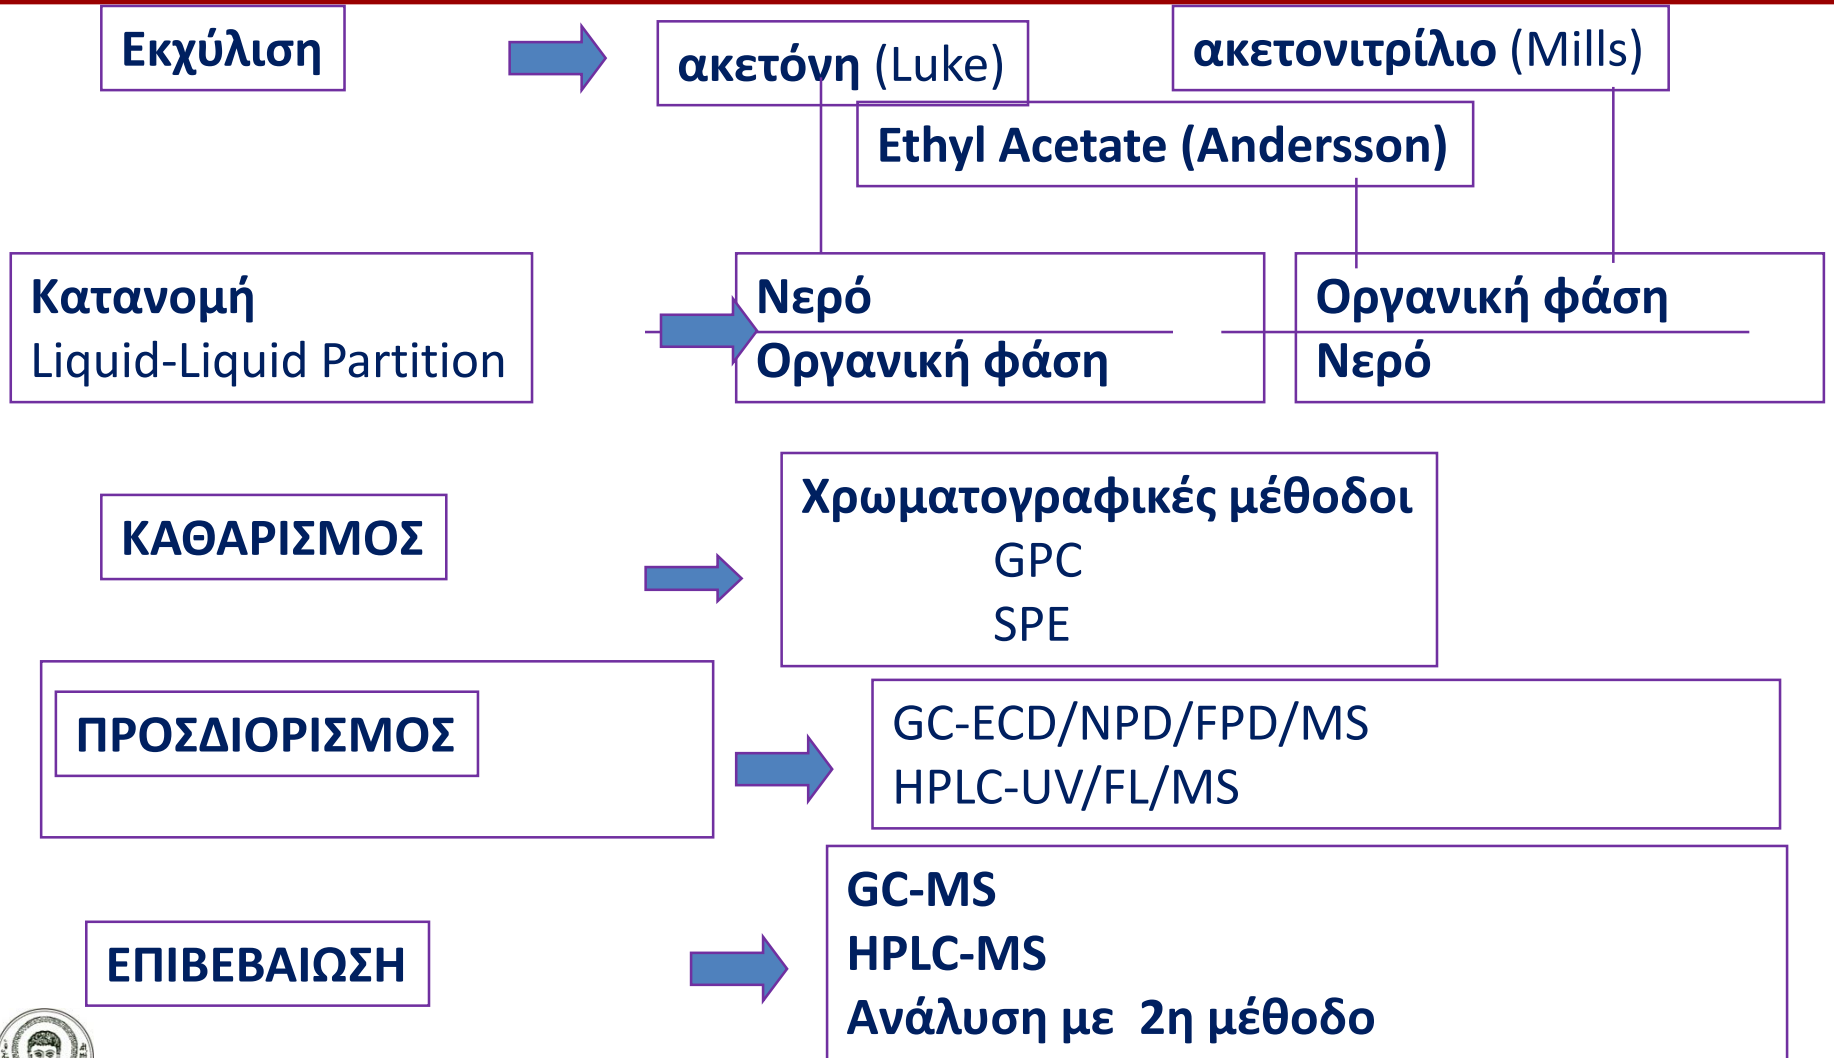 Εκχύλιση
ακετόνη (Luke)
ακετονιτρίλιο (Mills)
Ethyl Acetate (Andersson)
Κατανομή
Liquid-Liquid Partition
Νερό
Οργανική φάση
Οργανική φάση
Νερό
ΚΑΘΑΡΙΣΜΟΣ
Χρωματογραφικές μέθοδοι
GPC
SPE
ΠΡΟΣΔΙΟΡΙΣΜΟΣ
GC-ECD/NPD/FPD/MS
HPLC-UV/FL/MS
ΕΠΙΒΕΒΑΙΩΣΗ
GC-MS
HPLC-MS
Ανάλυση με 2η μέθοδο